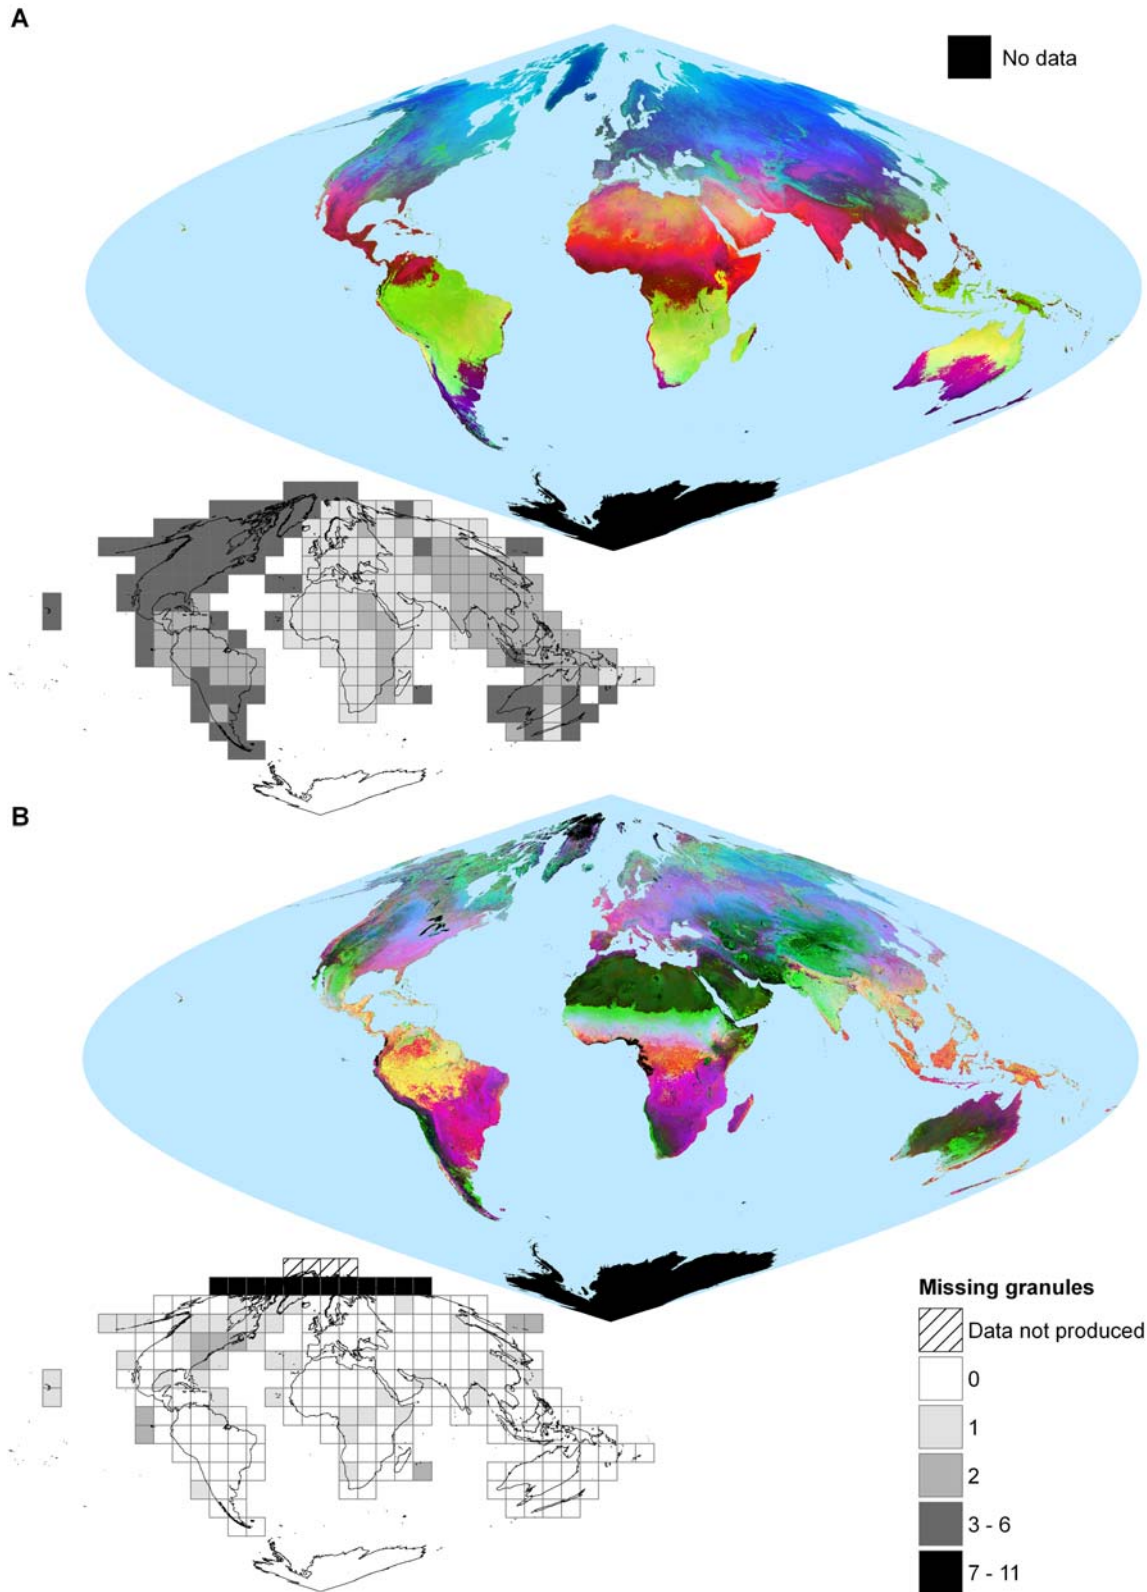 A
No data
B
Missing granules
Data not produced
0
1
2
3 - 6
7 - 11